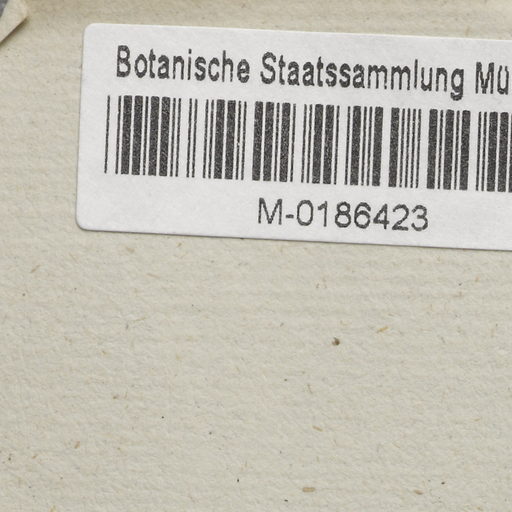 Botanische Staatssammlung Mü
M-0186423